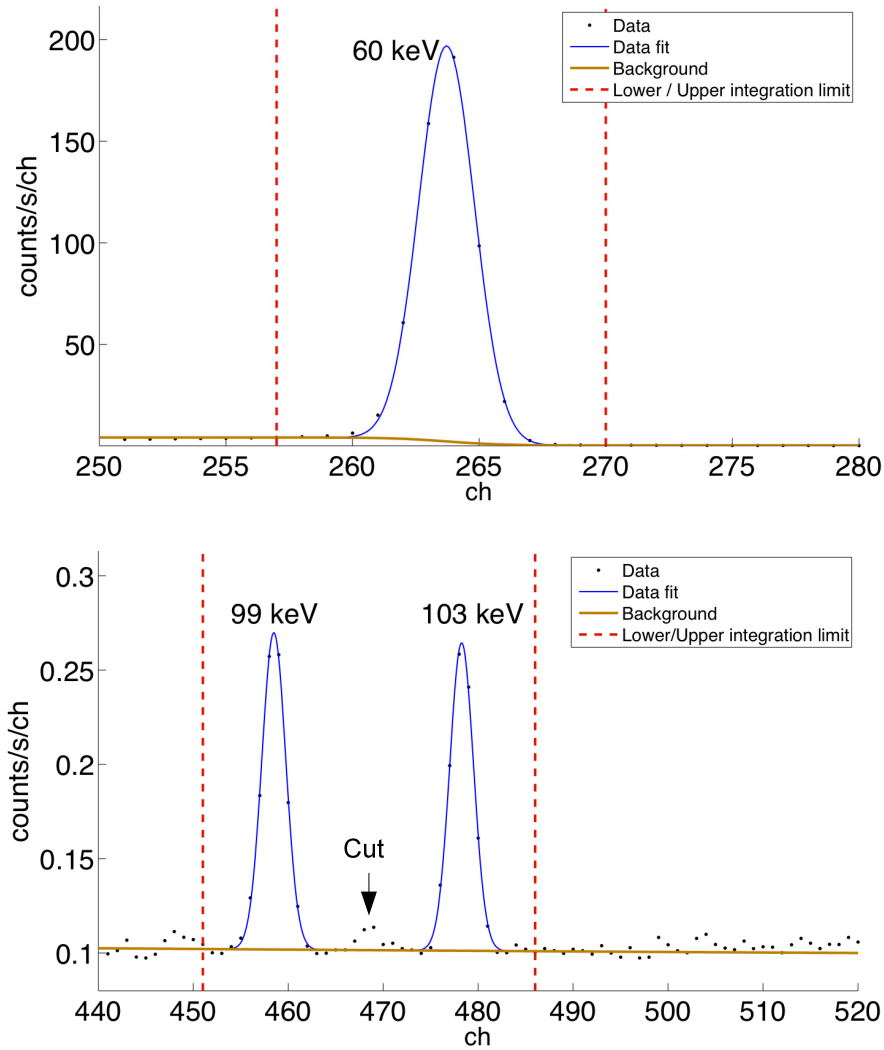 200
150
100
50
counts/s/ch
60 keV
Data
Data fit
Background
Lower / Upper integration limit
250 255 260 265 270 275 280
ch
0.3
0.25
0.2
0.15
0.1
counts/s/ch
99 keV
103 keV
Cut
Data
Data fit
Background
Lower/Upper integration limit
440 450 460 470 480 490 500 510 520
ch